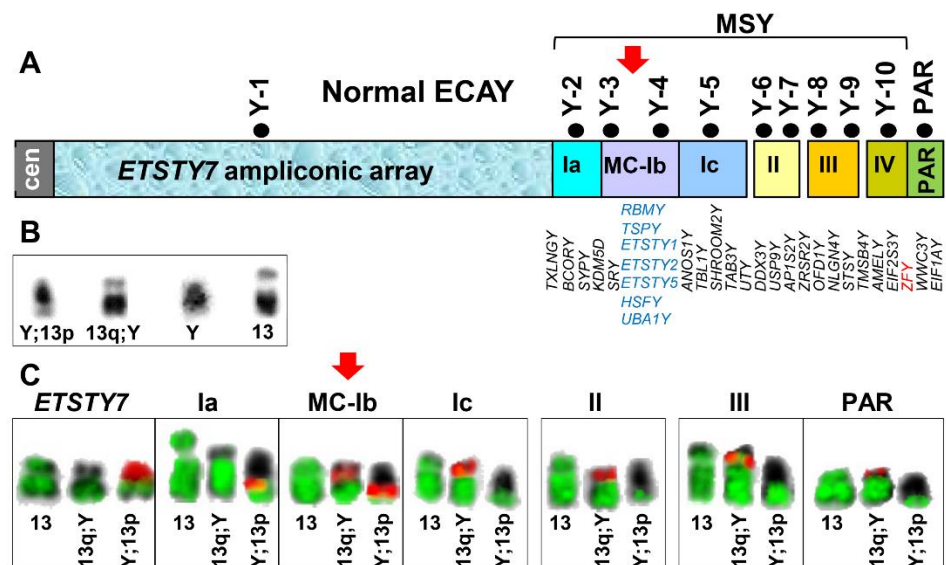 MSY
A
Normal ECAY
Y-1
Y-2
Y-3
Y-4
Y-5
Y-6
Y-7
Y-8
Y-9
Y-10
PAR
cen
ETSTY7 ampliconic array
Ia
MC-Ib
Ic
II
III
IV
PAR
TXLNGY
BCORY
SYPY
KDM5D
SRY
RBMY
TSPY
ETSTY1
ETSTY2
ETSTY5
HSFY
UBA1Y
ANOS1Y
TBL1Y
SHROOM2Y
TAB3Y
UTY
DDX3Y
USP9Y
AP1S2Y
ZRSR2Y
OFD1Y
NLGN4Y
STSY
TMSB4Y
AMELY
EIF2S3Y
ZFY
WWC3Y
EIF1AY
B
Y;13p
13q;Y
Y
13
C
ETSTY7
Ia
MC-Ib
Ic
II
III
PAR
13
13q;Y
Y;13p
13
13q;Y
Y;13p
13
13q;Y
Y;13p
13
13q;Y
Y;13p
13
13q;Y
Y;13p
13
13q;Y
Y;13p
13
13q;Y
Y;13p